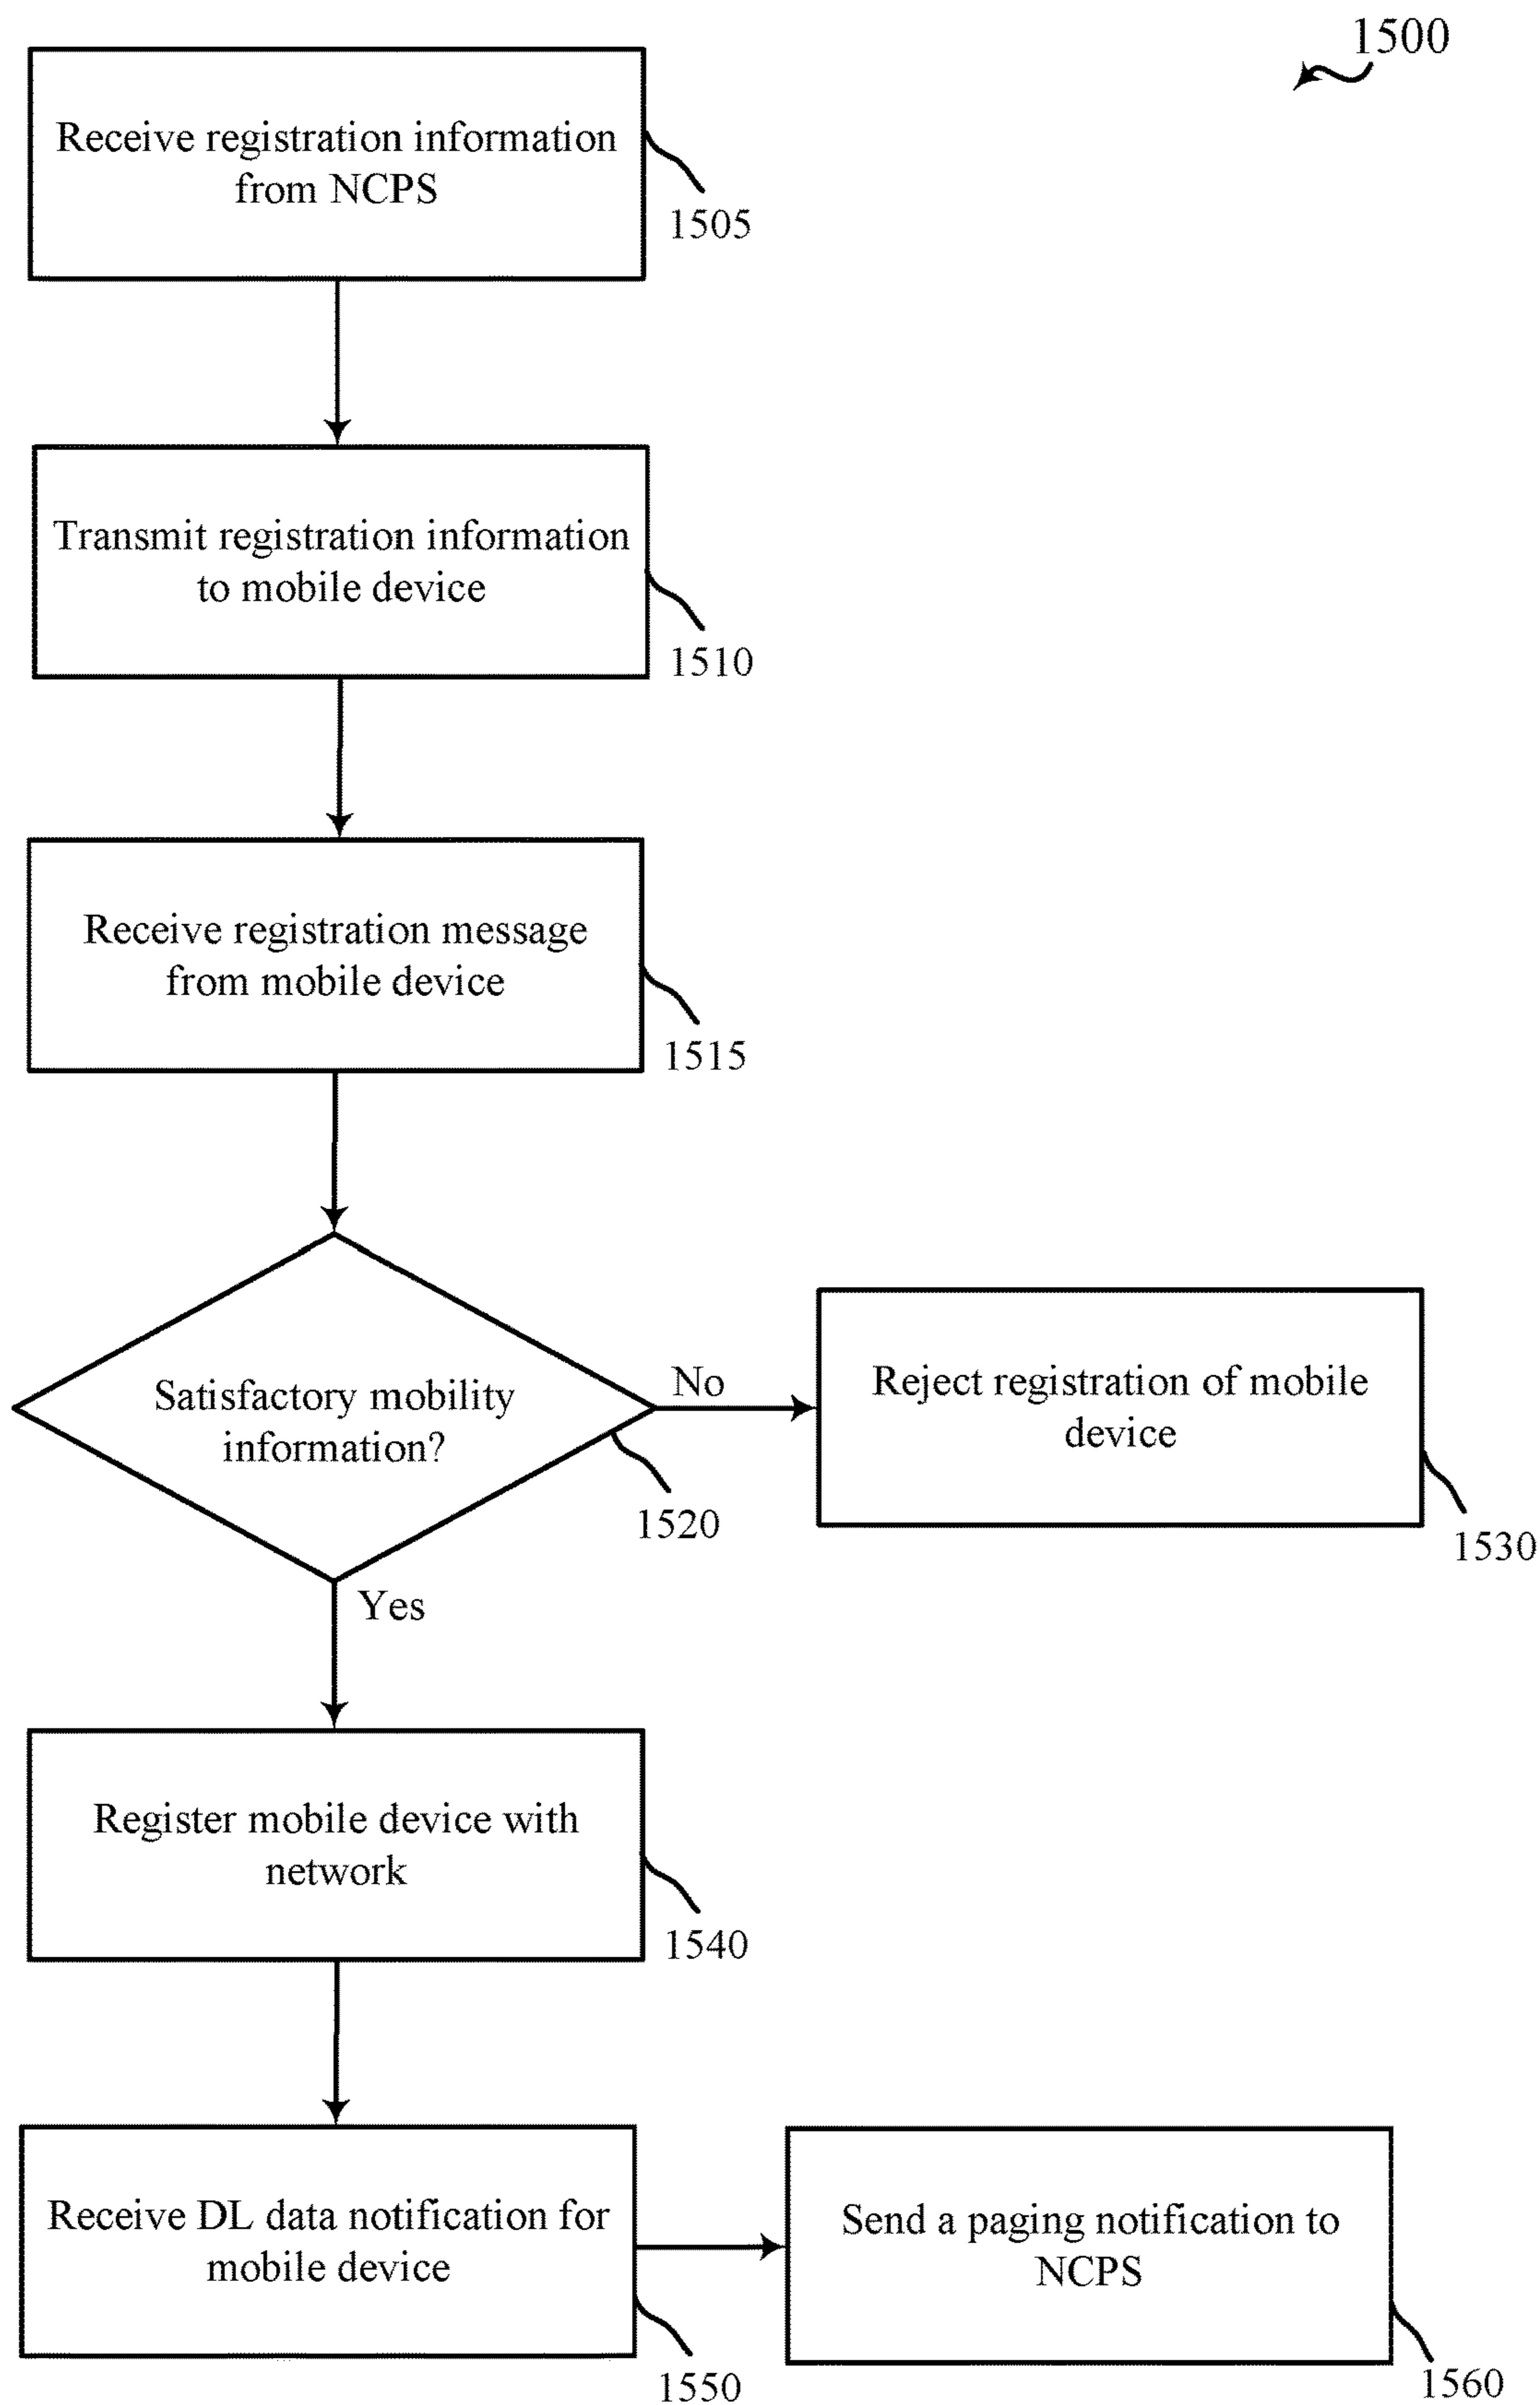 1500
Receive registration information
from NCPS
1505
Transmit registration information
to mobile device
1510
Receive registration message
from mobile device
1515
Satisfactory mobility
information?
1520
No
Reject registration of mobile
device
1530
Yes
Register mobile device with
network
1540
Receive DL data notification for
mobile device
1550
Send a paging notification to
NCPS
1560